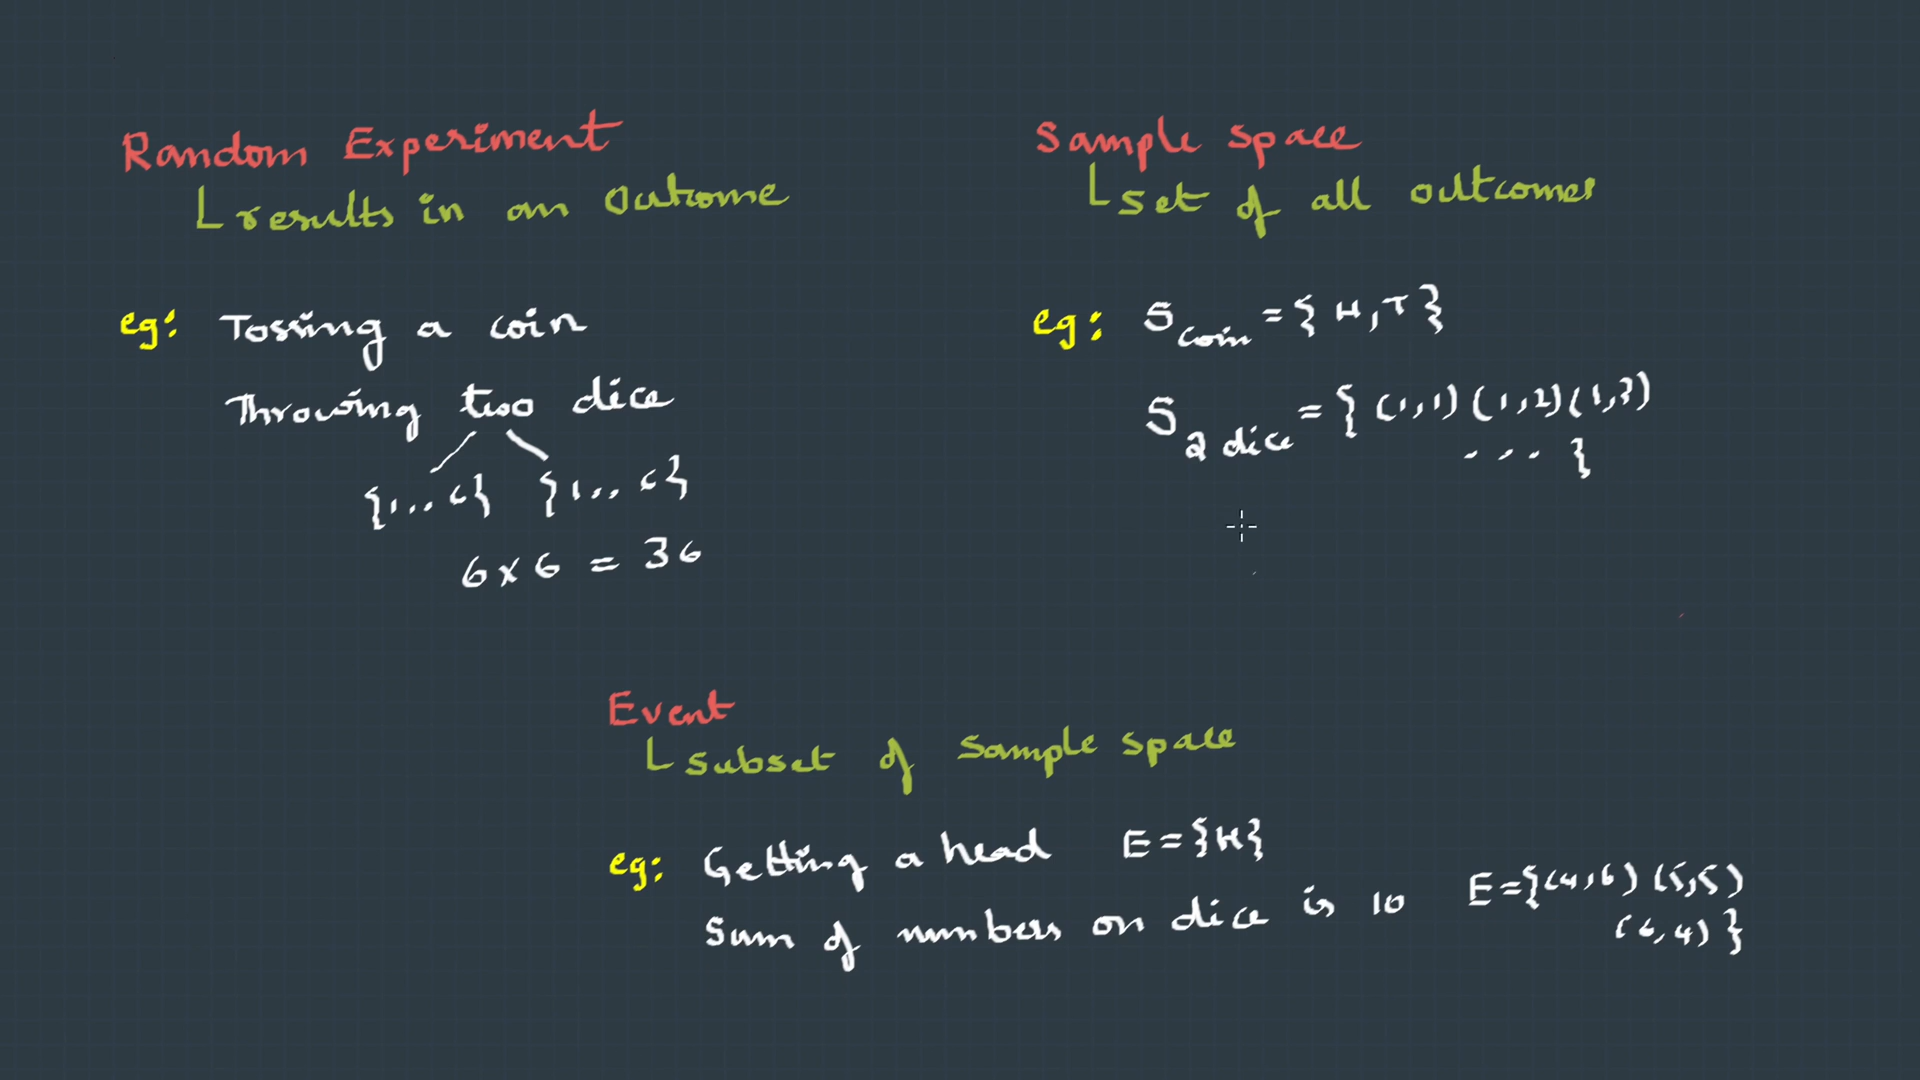 Random Experiment
results in an outcome
eg: Tossing a coin
Throwing two dice
{1...6} {1...6}
6 x 6 = 36
Sample space
set of all outcomes
eg: S coin = {H,T}
S 2 dice = { (1,1) (1,2) (1,3)
... }
Event
subset of sample space
eg: Getting a head E={H}
Sum of numbers on dice is 10 E={(4,6) (5,5)
(6,4)}